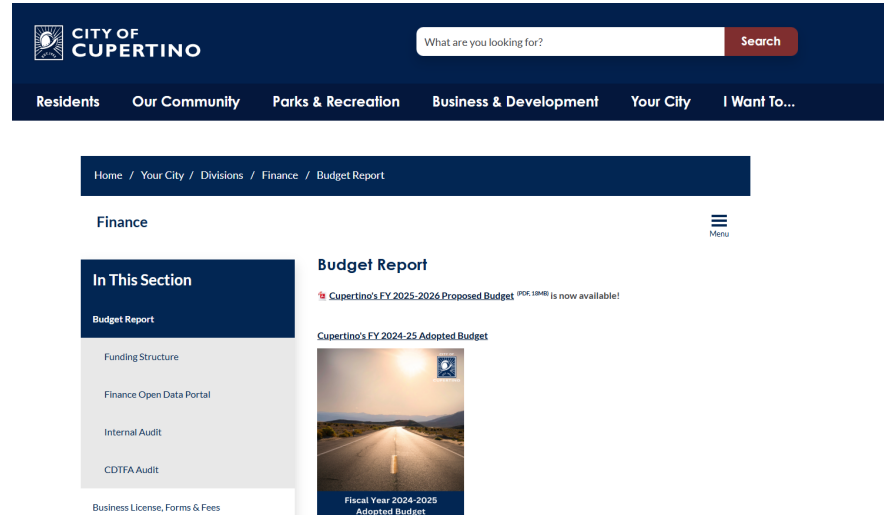 CITY OF
CUPERTINO
What are you looking for?
Search
Residents
Our Community
Parks & Recreation
Business & Development
Your City
I Want To...
Home / Your City / Divisions / Finance / Budget Report
Finance
Menu
In This Section
Budget Report
Funding Structure
Finance Open Data Portal
Internal Audit
CDTFA Audit
Business License, Forms & Fees
Budget Report
Cupertino's FY 2025-2026 Proposed Budget (PDF, 18MB) is now available!
Cupertino's FY 2024-25 Adopted Budget
CITY OF
CUPERTINO
Fiscal Year 2024-2025
Adopted Budget